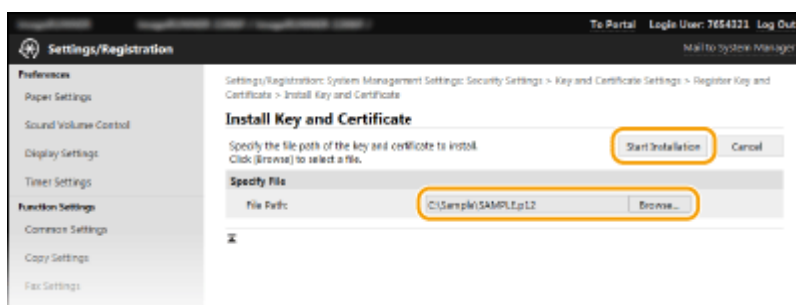 To Portal Login User: 7654321 Log Out
Settings/Registration
Mail to System Manager
Preferences
Paper Settings
Sound Volume Control
Display Settings
Timer Settings
Function Settings
Common Settings
Copy Settings
Fax Settings
Settings/Registration: System Management Settings: Security Settings > Key and Certificate Settings > Register Key and
Certificate > Install Key and Certificate
Install Key and Certificate
Specify the file path of the key and certificate to install.
Click [Browse] to select a file.
Start Installation
Cancel
Specify File
File Path:
C:\Sample\SAMPLE.p12
Browse...